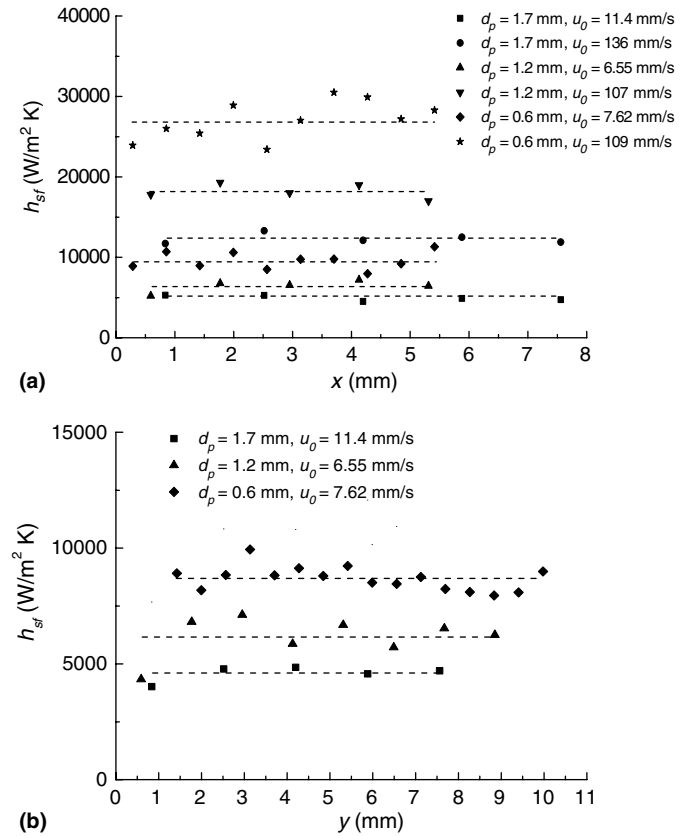 d_p = 1.7 mm, u_0 = 11.4 mm/s
d_p = 1.7 mm, u_0 = 136 mm/s
d_p = 1.2 mm, u_0 = 6.55 mm/s
d_p = 1.2 mm, u_0 = 107 mm/s
d_p = 0.6 mm, u_0 = 7.62 mm/s
d_p = 0.6 mm, u_0 = 109 mm/s
40000
30000
20000
10000
0
h_sf (W/m² K)
0 1 2 3 4 5 6 7 8
x (mm)
(a)
d_p = 1.7 mm, u_0 = 11.4 mm/s
d_p = 1.2 mm, u_0 = 6.55 mm/s
d_p = 0.6 mm, u_0 = 7.62 mm/s
15000
10000
5000
0
h_sf (W/m² K)
0 1 2 3 4 5 6 7 8 9 10 11
y (mm)
(b)